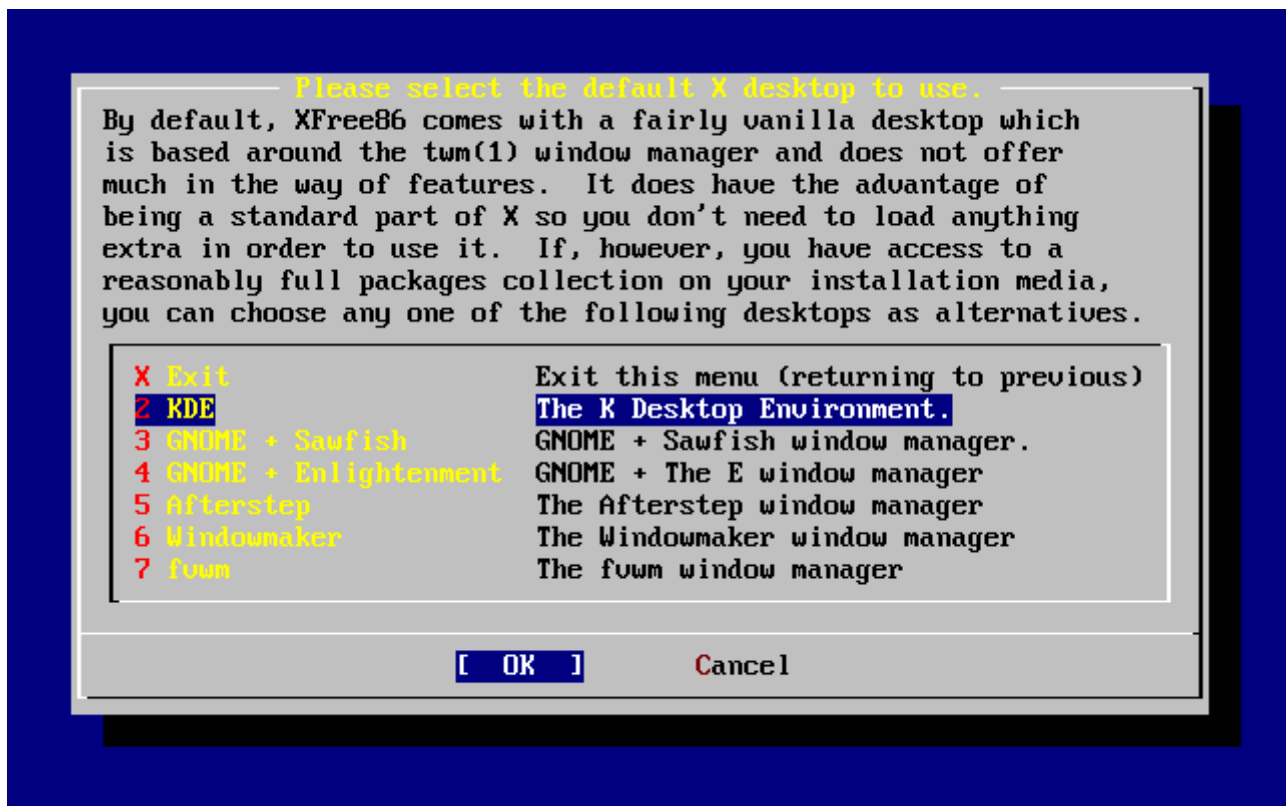 Please select the default X desktop to use.
By default, XFree86 comes with a fairly vanilla desktop which
is based around the twm(1) window manager and does not offer
much in the way of features.  It does have the advantage of
being a standard part of X so you don't need to load anything
extra in order to use it.  If, however, you have access to a
reasonably full packages collection on your installation media,
you can choose any one of the following desktops as alternatives.
X Exit Exit this menu (returning to previous)
2 KDE The K Desktop Environment.
3 GNOME + Sawfish GNOME + Sawfish window manager.
4 GNOME + Enlightenment GNOME + The E window manager
5 Afterstep The Afterstep window manager
6 Windowmaker The Windowmaker window manager
7 fvwm The fvwm window manager
[ OK ] Cancel